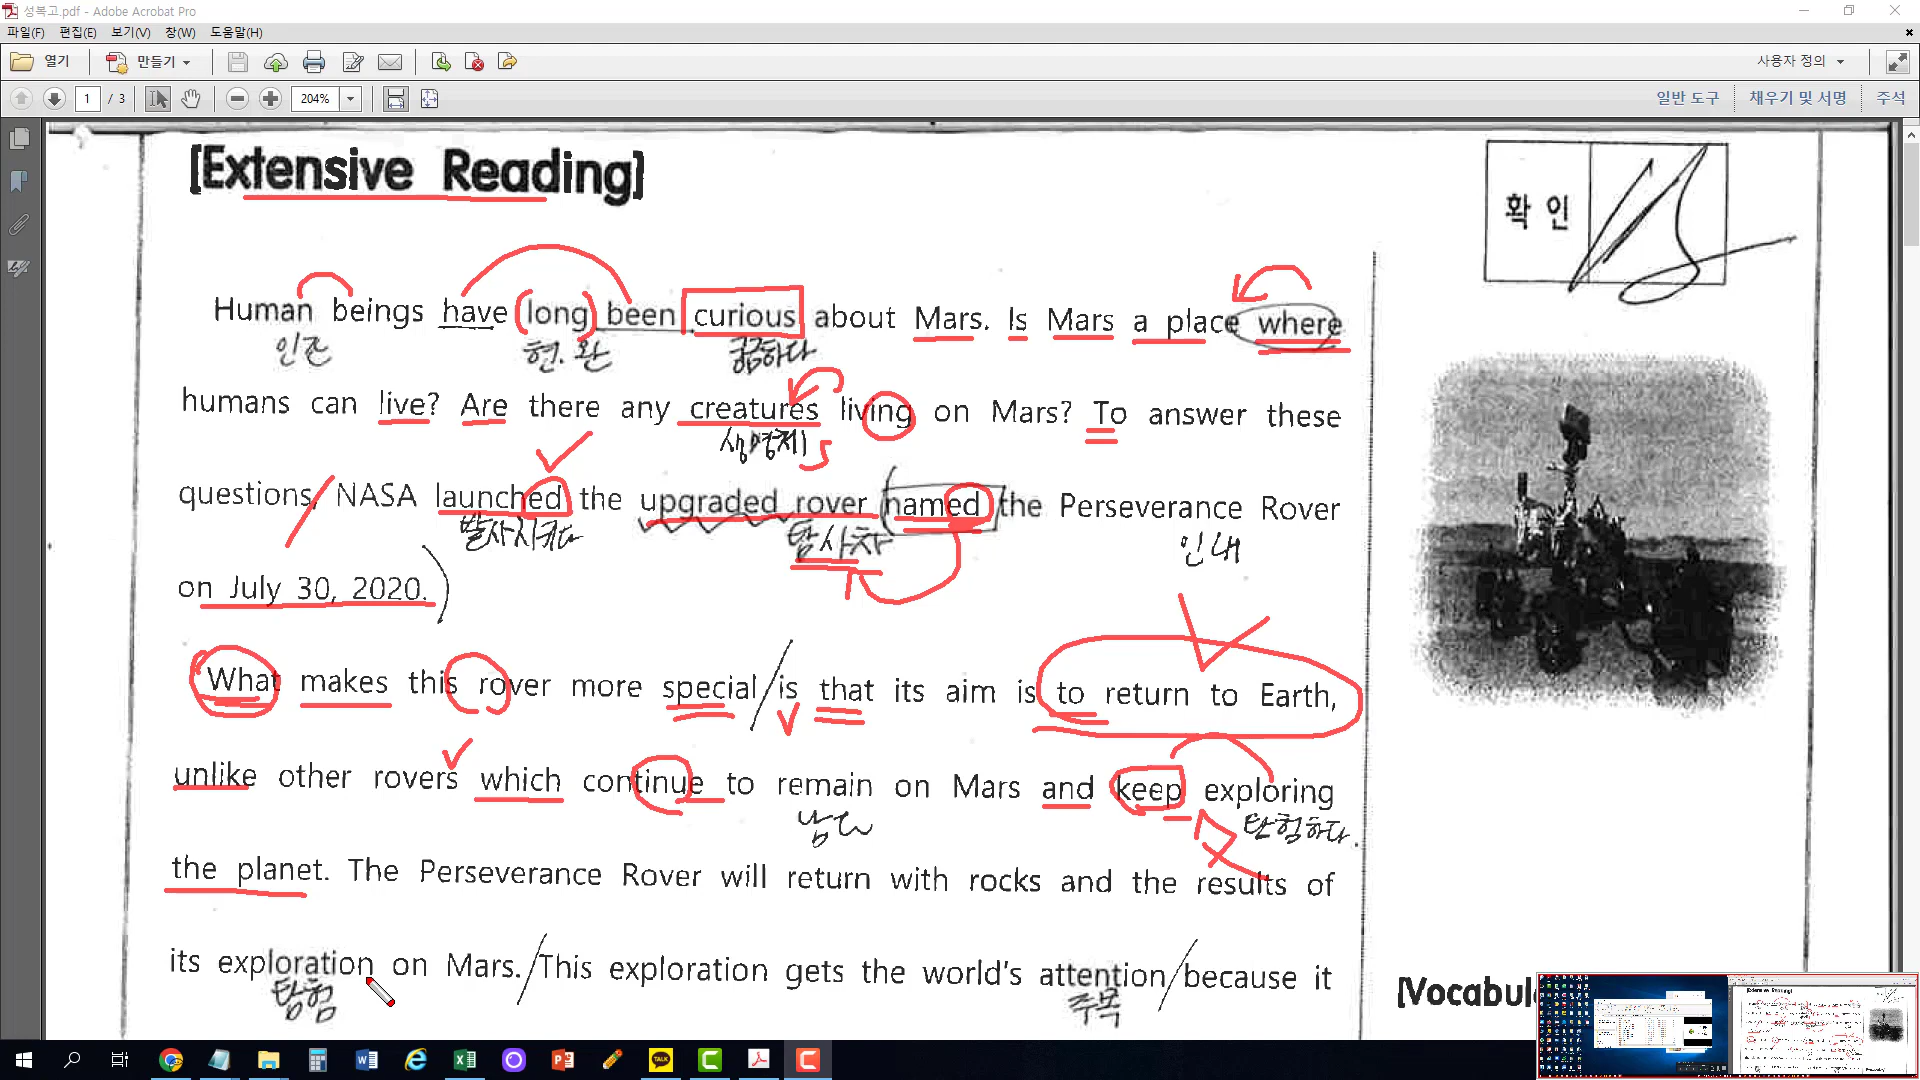 성복고.pdf - Adobe Acrobat Pro
파일(F) 편집(E) 보기(V) 창(W) 도움말(H)
열기 만들기 사용자 정의
1 / 3 204% 일반 도구 채우기 및 서명 주석
[Extensive Reading]
확 인
Human beings have long been curious about Mars. Is Mars a place where
인간 현.완 궁금하다
humans can live? Are there any creatures living on Mars? To answer these
생명체
questions, NASA launched the upgraded rover named the Perseverance Rover
발사시키다 탐사차 인내
on July 30, 2020.
What makes this rover more special is that its aim is to return to Earth,
unlike other rovers which continue to remain on Mars and keep exploring
남다 탐험하다.
the planet. The Perseverance Rover will return with rocks and the results of
its exploration on Mars. This exploration gets the world's attention because it
탐험 주목
[Vocabul